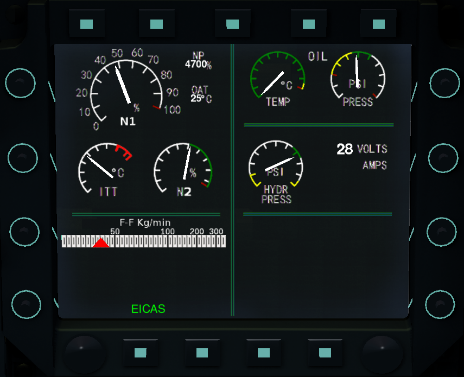 50
40 60
30 70
20 80
10 90
0 100
%
N1
NP
4700%
OAT
25°C
°C
ITT
%
N2
OIL
°C
TEMP
PSI
PRESS
PSI
HYDR
PRESS
28 VOLTS
AMPS
F-F Kg/min
50 100 200 300
EICAS